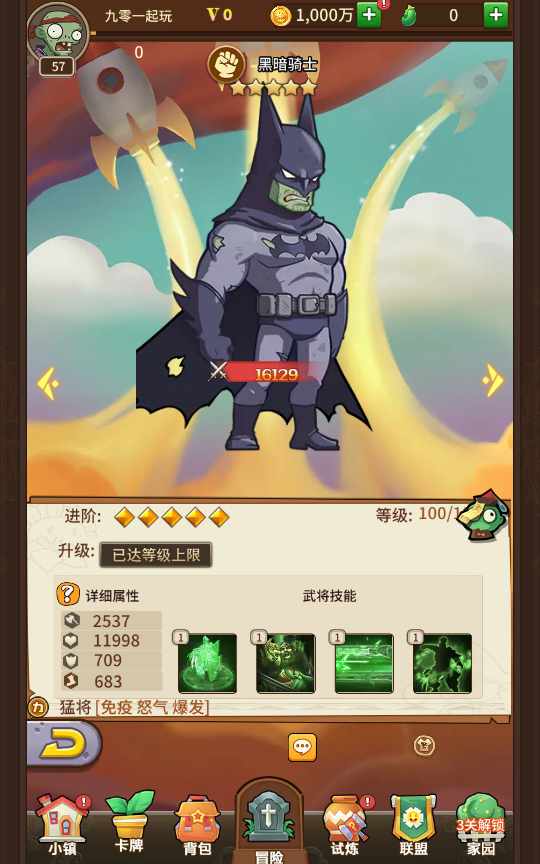 九零一起玩 V 0 1,000万 0
57
0
黑暗骑士
16129
进阶:
等级: 100/1
升级: 已达等级上限
详细属性 武将技能
2537
1 1 1 1
11998
709
683
力 猛将 [免疫 怒气 爆发]
小镇 卡牌 背包 冒险 试炼 联盟 3关解锁
家园